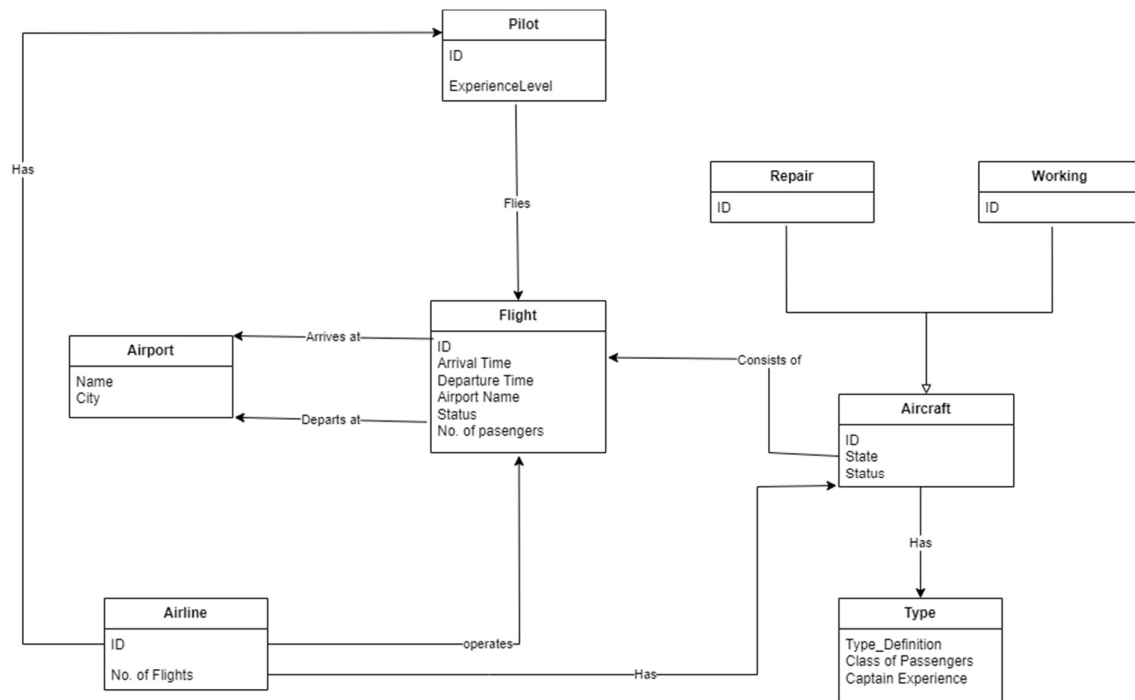 Pilot
ID
ExperienceLevel
Has
Flies
Repair
ID
Working
ID
Flight
ID
Arrival Time
Departure Time
Airport Name
Status
No. of pasengers
Arrives at
Departs at
Airport
Name
City
Consists of
Aircraft
ID
State
Status
Has
Type
Type_Definition
Class of Passengers
Captain Experience
Airline
ID
No. of Flights
operates
Has